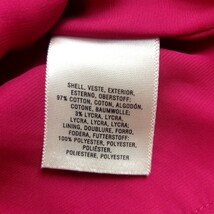 SHELL, VESTE, EXTERIOR,
ESTERNO, OBERSTOFF:
97% COTTON, COTON, ALGODÓN,
COTONE, BAUMWOLLE:
3% LYCRA, LYCRA,
LYCRA, LYCRA, LYCRA
LINING, DOUBLURE, FORRO,
FODERA, FUTTERSTOFF:
100% POLYESTER, POLYESTER,
POLIÉSTER,
POLIESTERE, POLYESTER